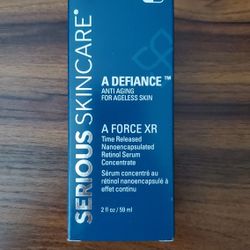 SERIOUS SKINCARE®
A DEFIANCE™
ANTI AGING
FOR AGELESS SKIN
A FORCE XR
Time Released
Nanoencapsulated
Retinol Serum
Concentrate
Sérum concentré au
rétinol nanoencapsulé à
effet continu
2 fl oz / 59 ml